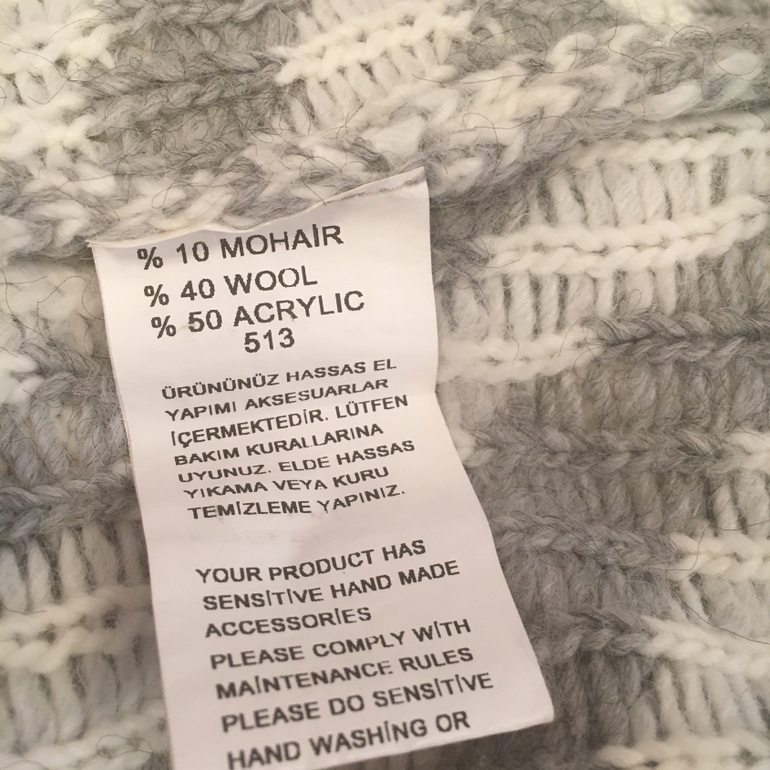 % 10 MOHAİR
% 40 WOOL
% 50 ACRYLIC
513
ÜRÜNÜNÜZ HASSAS EL
YAPIMI AKSESUARLAR
İÇERMEKTEDİR. LÜTFEN
BAKIM KURALLARINA
UYUNUZ. ELDE HASSAS
YIKAMA VEYA KURU
TEMİZLEME YAPINIZ.
YOUR PRODUCT HAS
SENSİTİVE HAND MADE
ACCESSORİES
PLEASE COMPLY WİTH
MAİNTENANCE RULES
PLEASE DO SENSİTİVE
HAND WASHİNG OR